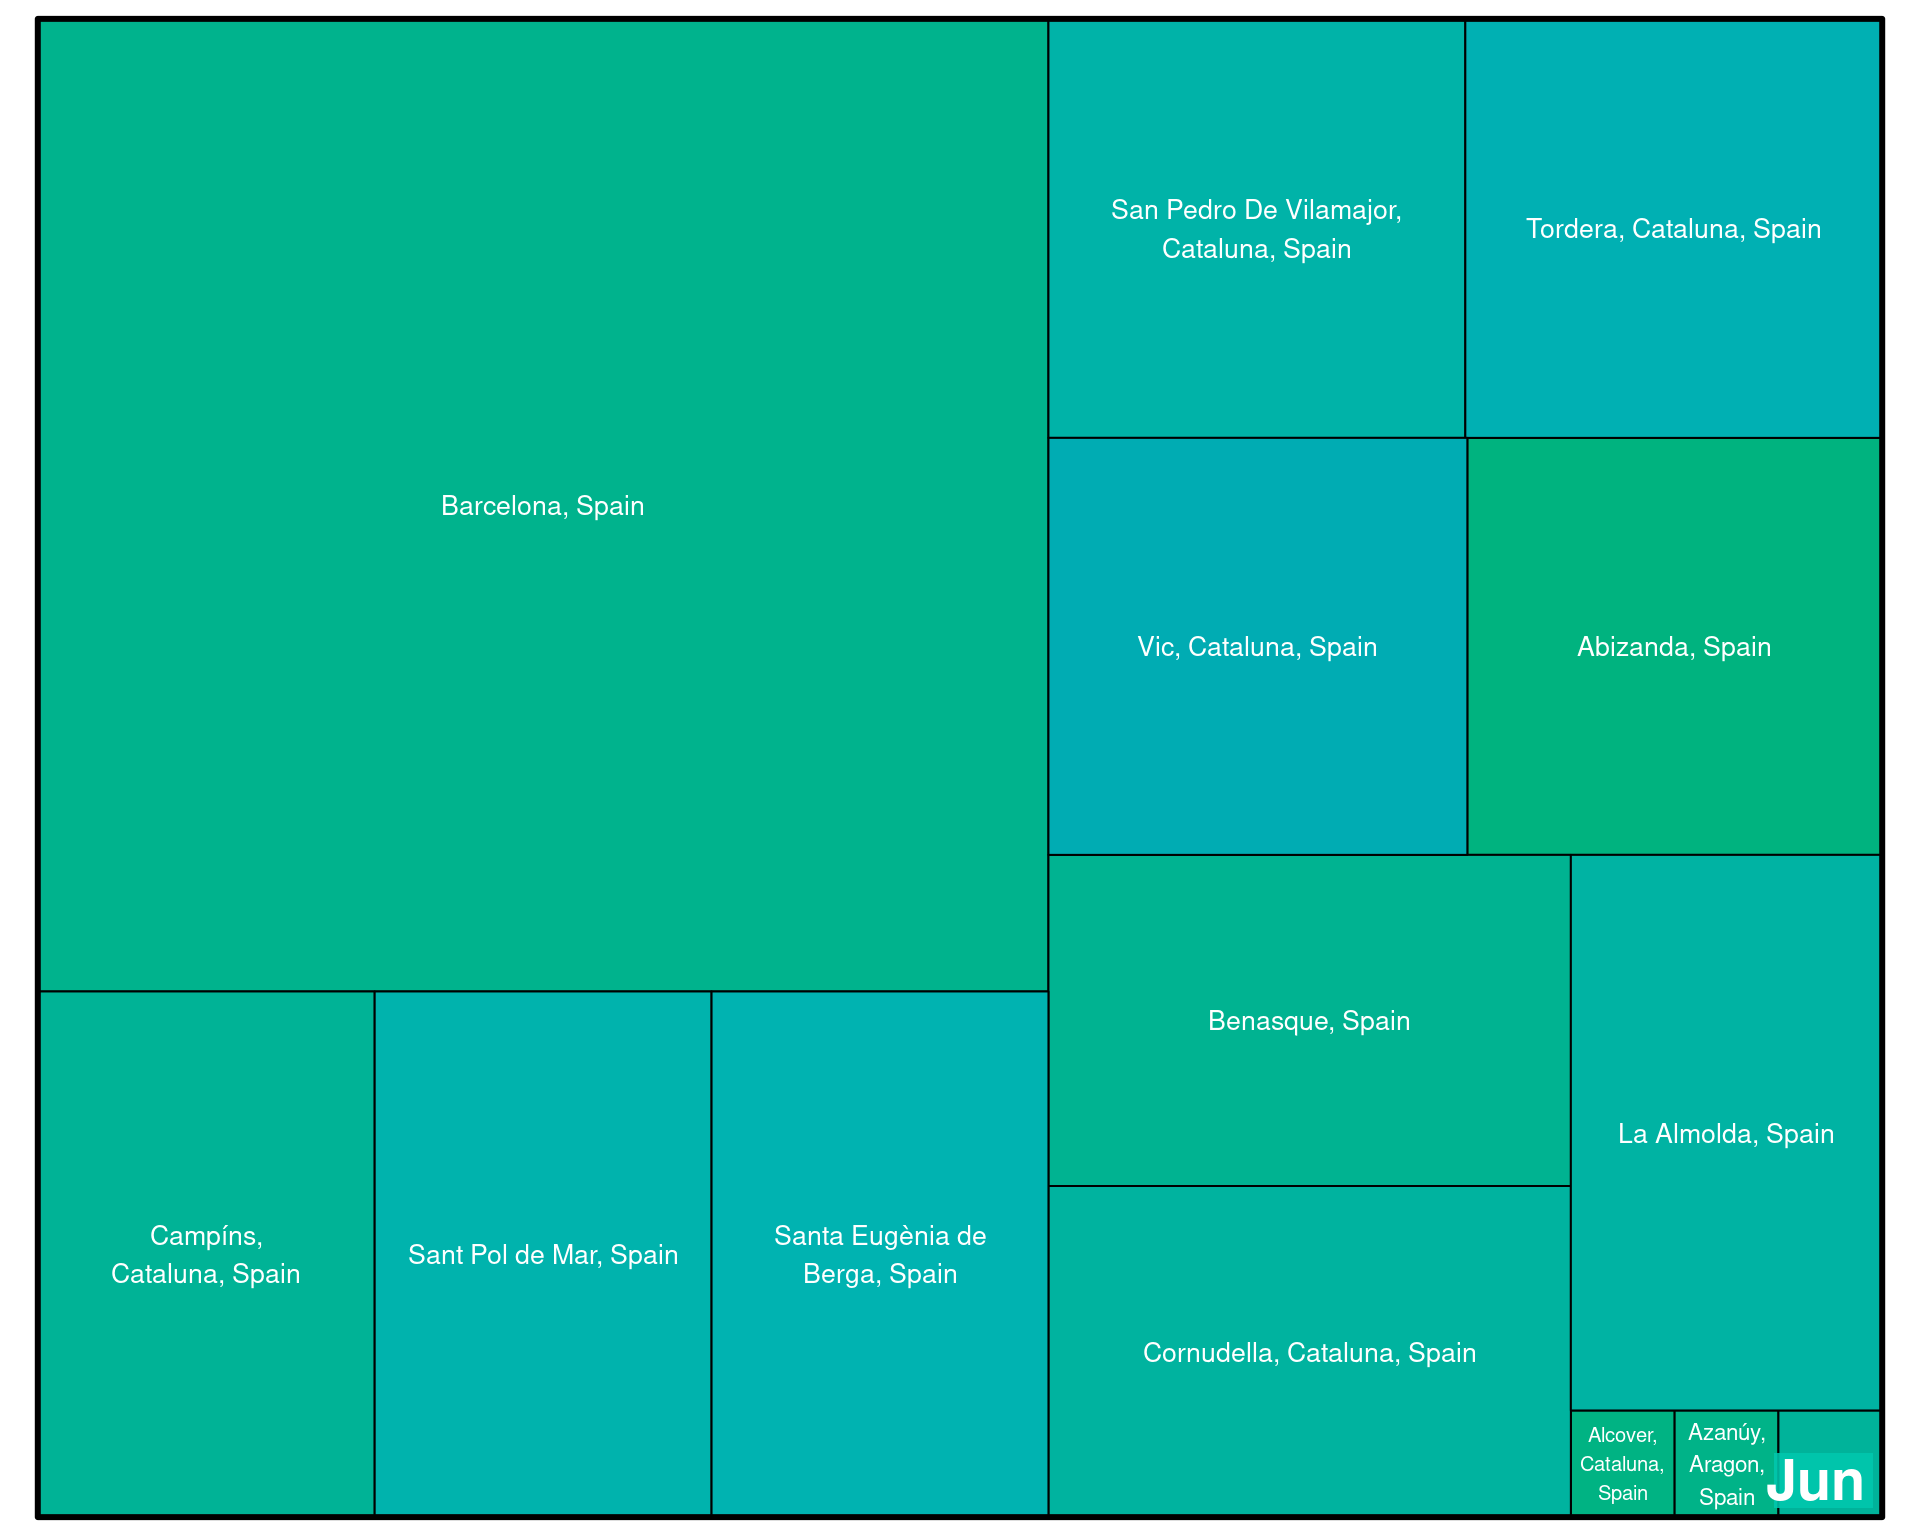 Barcelona, Spain
San Pedro De Vilamajor,
Cataluna, Spain
Tordera, Cataluna, Spain
Vic, Cataluna, Spain
Abizanda, Spain
Benasque, Spain
La Almolda, Spain
Campíns,
Cataluna, Spain
Sant Pol de Mar, Spain
Santa Eugènia de
Berga, Spain
Cornudella, Cataluna, Spain
Alcover,
Cataluna,
Spain
Azanúy,
Aragon,
Spain
Jun